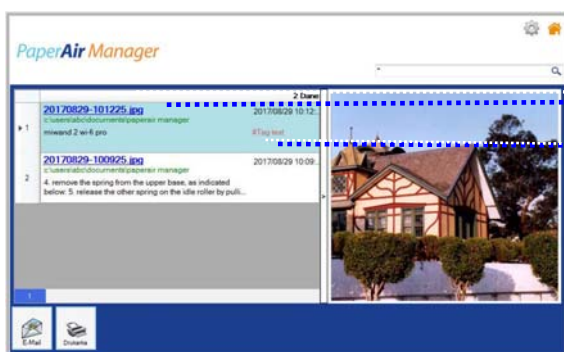 PaperAir Manager
*
2 Dane
1
20170829-101225.jpg
2017/08/29 10:12:..
c:\users\abc\documents\paperair manager
miwand 2 wi-fi pro
#Tag text
2
20170829-100925.jpg
2017/08/29 10:09:..
c:\users\abc\documents\paperair manager
4. remove the spring from the upper base, as indicated
below: 5. release the other spring on the idle roller by pulli...
1
E-Mail
Drukarka